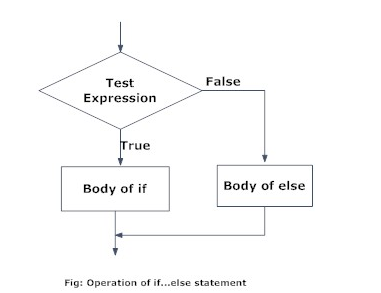 Test
Expression
False
True
Body of if
Body of else
Fig: Operation of if...else statement